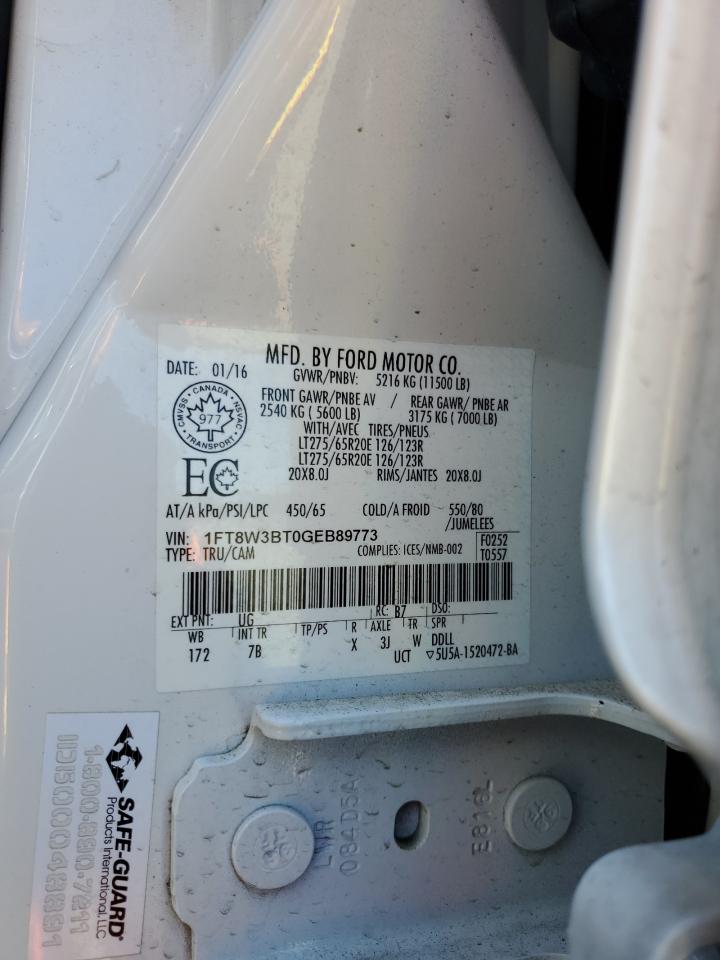 MFD. BY FORD MOTOR CO.
DATE: 01/16 GVWR/PNBV: 5216 KG (11500 LB)
FRONT GAWR/PNBE AV / REAR GAWR/ PNBE AR
2540 KG ( 5600 LB) 3175 KG ( 7000 LB)
WITH/AVEC TIRES/PNEUS
LT275/65R20E 126/123R
LT275/65R20E 126/123R
20X8.0J RIMS/JANTES 20X8.0J
CMVSS · CANADA · NSVAC
977
TRANSPORT
EC
AT/A kPa/PSI/LPC 450/65 COLD/A FROID 550/80
/JUMELEES
VIN: 1FT8W3BT0GEB89773 F0252
TYPE: TRU/CAM COMPLIES: ICES/NMB-002 T0557
EXT PNT: UG RC: B7 DSO:
WB INT TR TP/PS R AXLE TR SPR
172 7B X 3J W DDLL
UCT ▽5U5A-1520472-BA
SAFE-GUARD
Products International, LLC
1-800-890-7211
LWR
084D5A
E816L